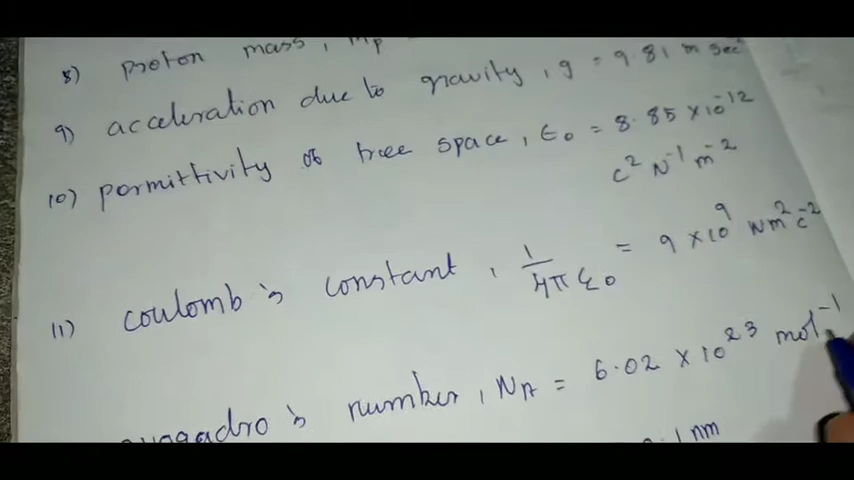 8) proton mass, mp
9) acceleration due to gravity, g = 9.81 m sec
10) permittivity of free space, ε₀ = 8.85 × 10⁻¹²
C² N⁻¹ m⁻²
11) coulomb's constant, 1/4πε₀ = 9 × 10⁹ Nm² C⁻²
number, NA = 6.02 × 10²³ mol⁻¹
1 nm